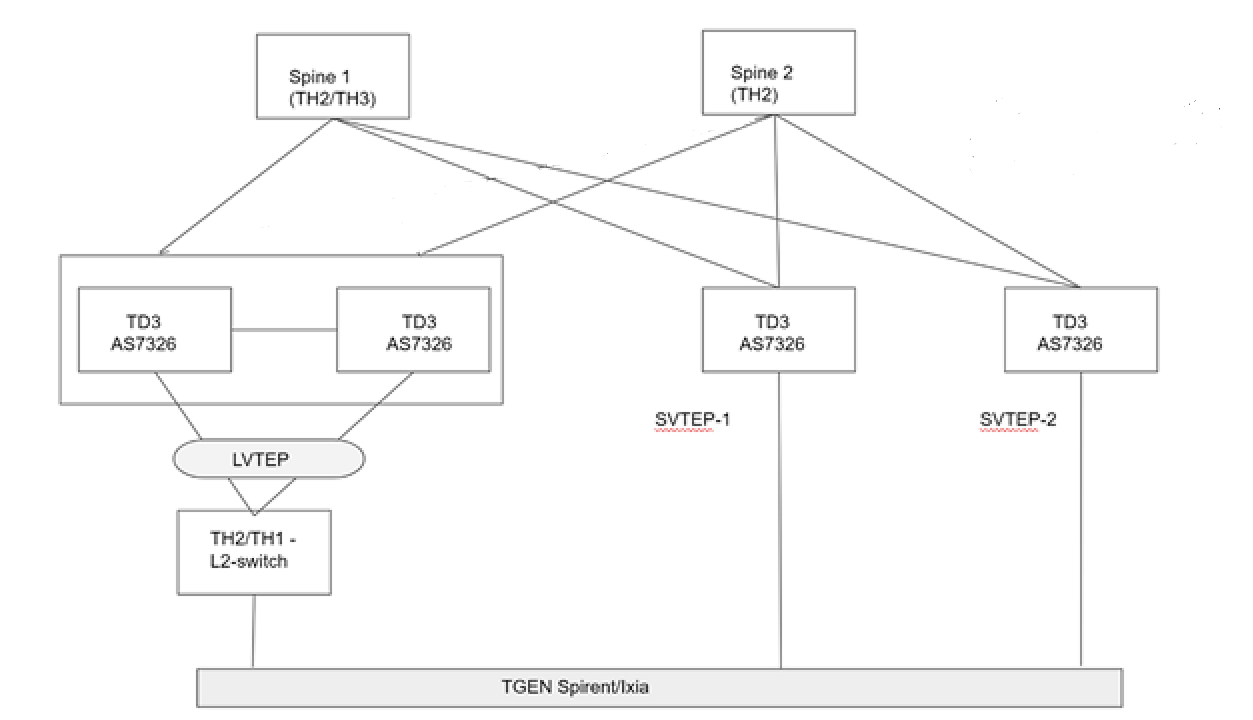 Spine 1
(TH2/TH3)
Spine 2
(TH2)
TD3
AS7326
TD3
AS7326
TD3
AS7326
TD3
AS7326
SVTEP-1
SVTEP-2
LVTEP
TH2/TH1 -
L2-switch
TGEN Spirent/Ixia